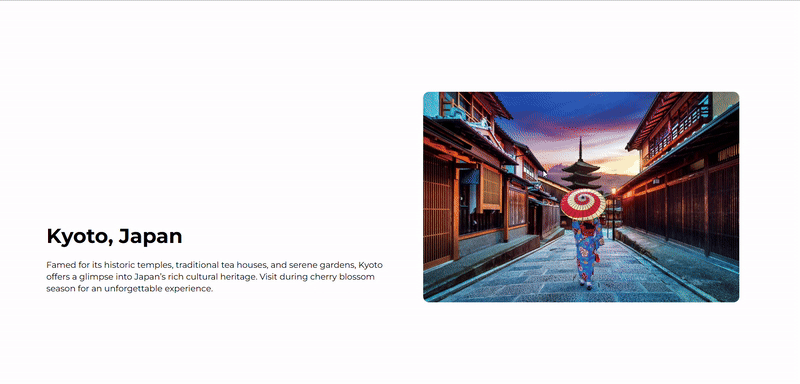 Kyoto, Japan
Famed for its historic temples, traditional tea houses, and serene gardens, Kyoto
offers a glimpse into Japan's rich cultural heritage. Visit during cherry blossom
season for an unforgettable experience.